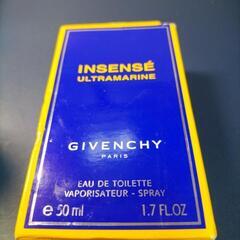 INSENSÉ
ULTRAMARINE
GIVENCHY
PARIS
EAU DE TOILETTE
VAPORISATEUR - SPRAY
e 50 ml 1.7 FL.OZ